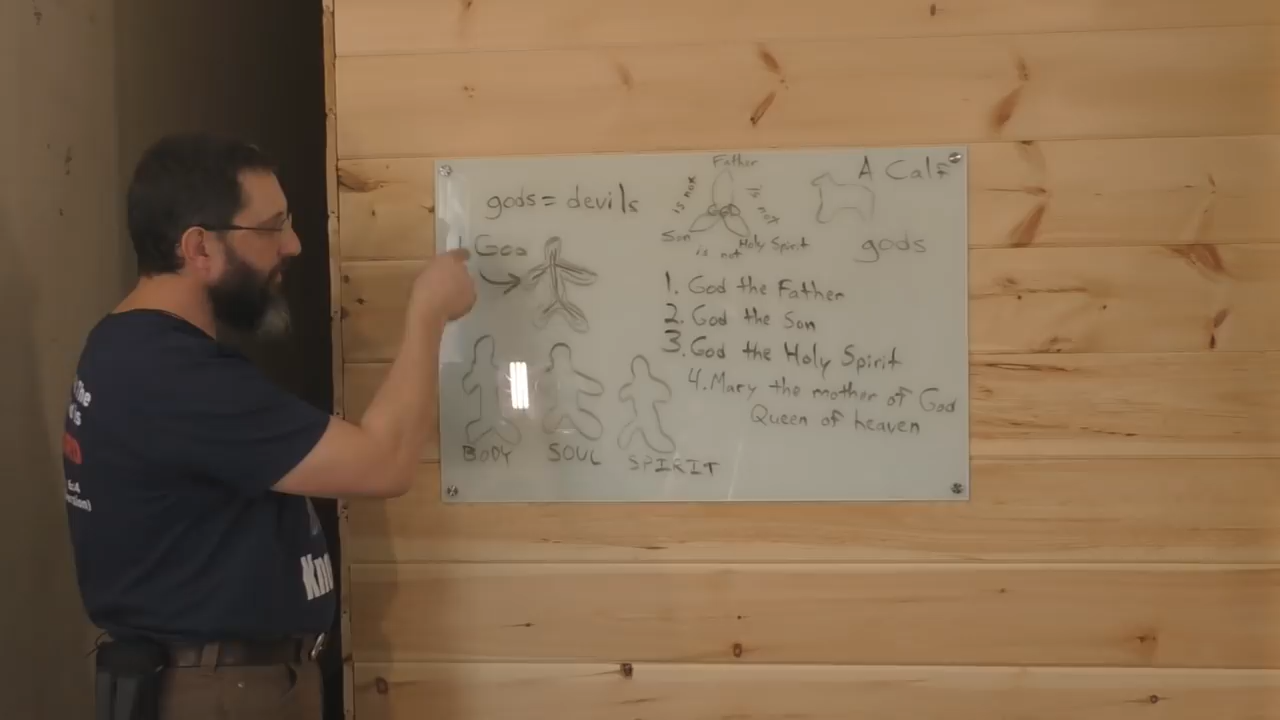 gods = devils
1 God
BODY
SOUL
SPIRIT
Father
is not
is not
God
Son
is not
Holy Spirit
A Calf
gods
1. God the Father
2. God the Son
3. God the Holy Spirit
4. Mary the mother of God
Queen of heaven